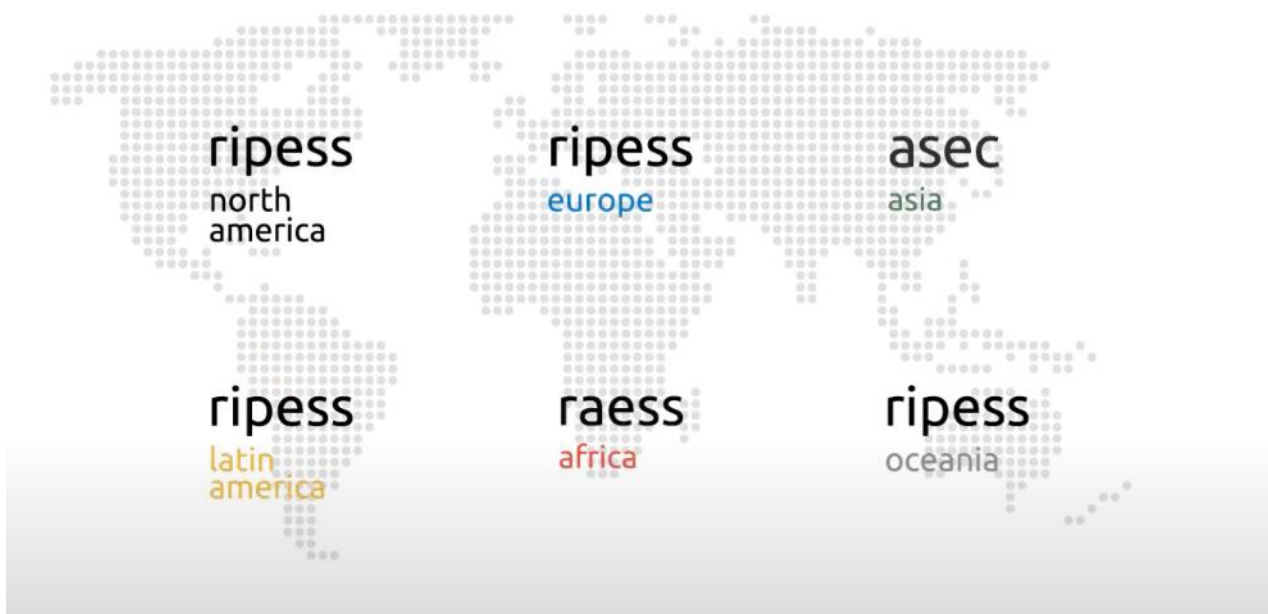 ripess
north
america
ripess
europe
asec
asia
ripess
latin
america
raess
africa
ripess
oceania